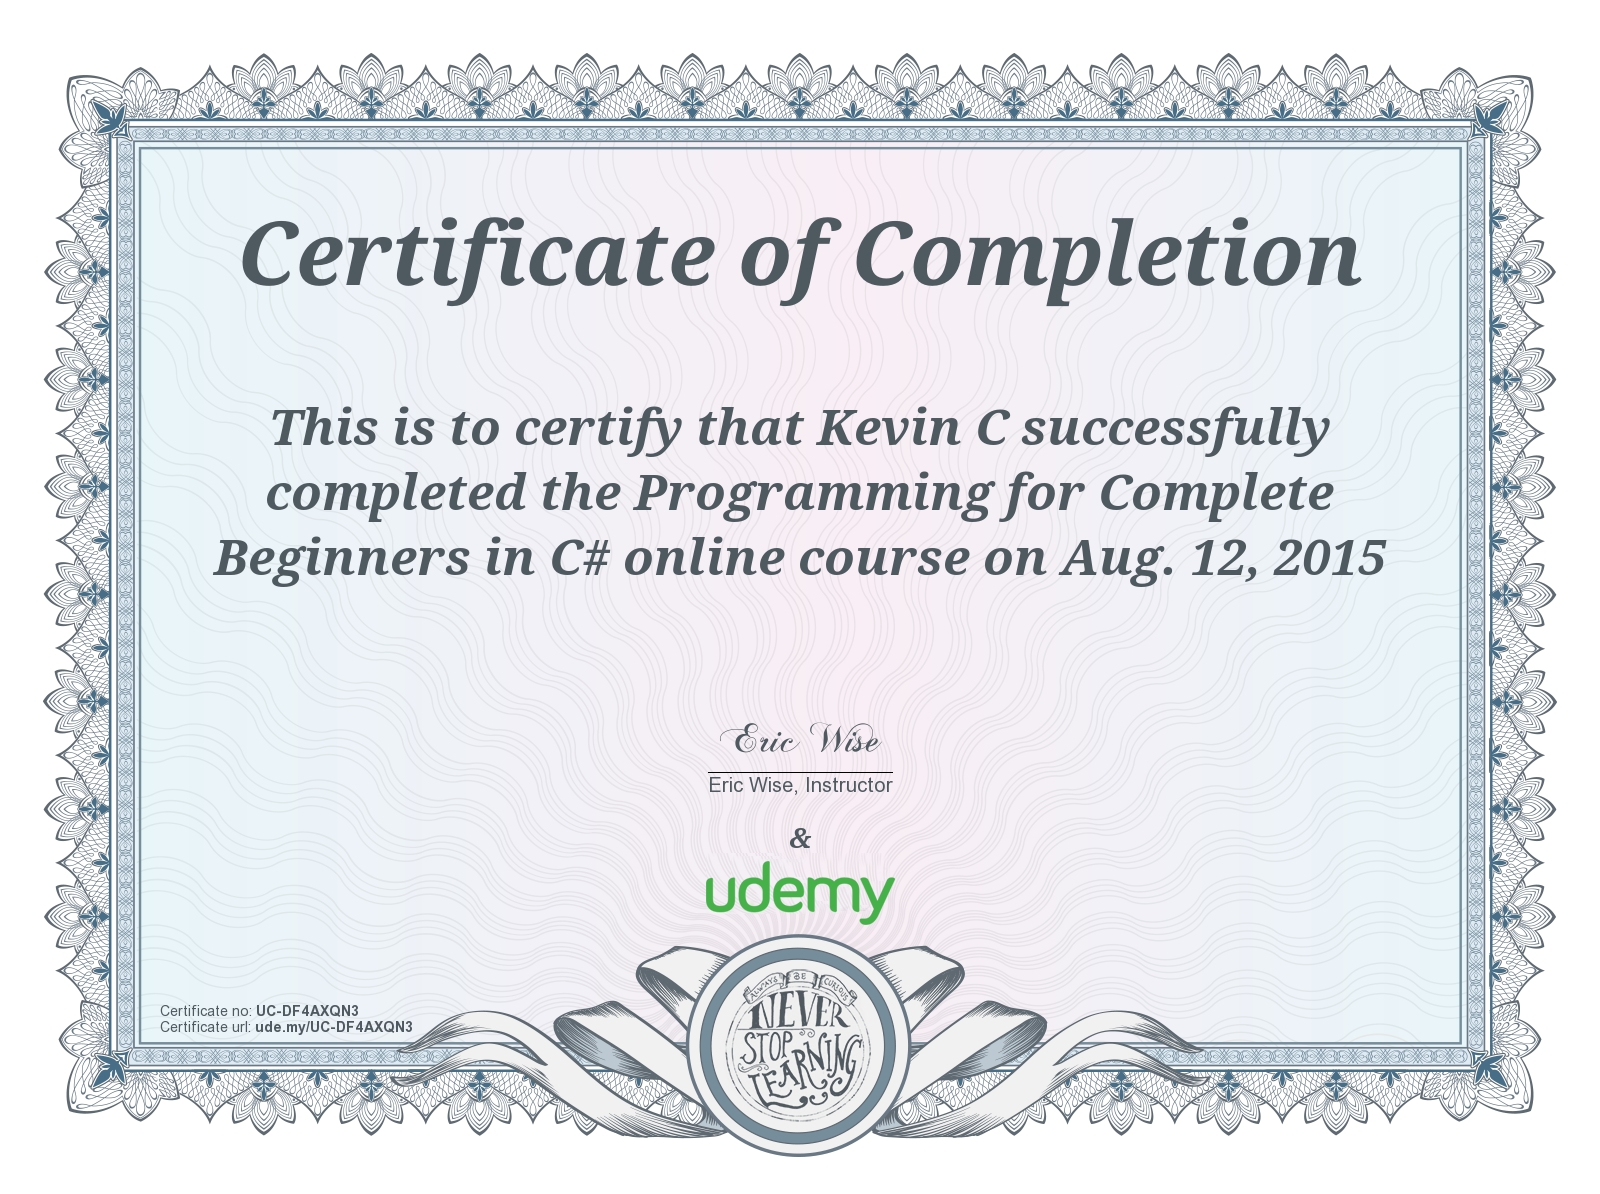 Certificate of Completion
This is to certify that Kevin C successfully
completed the Programming for Complete
Beginners in C# online course on Aug. 12, 2015
Eric Wise
Eric Wise, Instructor
&
udemy
Certificate no: UC-DF4AXQN3
Certificate url: ude.my/UC-DF4AXQN3
ALWAYS BE CURIOUS
NEVER
STOP
LEARNING